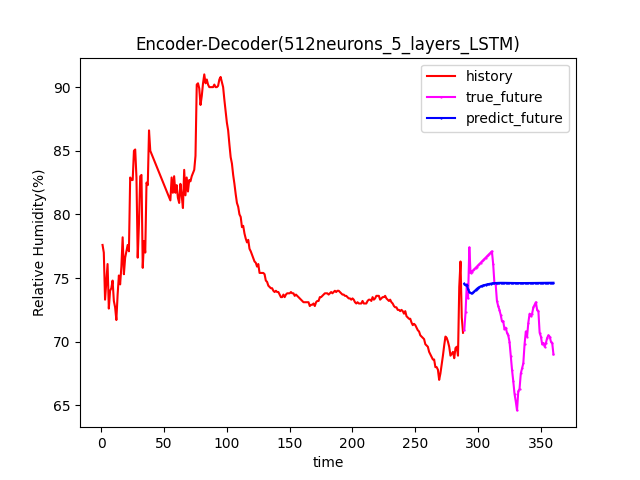 Encoder-Decoder(512neurons_5_layers_LSTM)
history
true_future
predict_future
Relative Humidity(%)
90
85
80
75
70
65
0 50 100 150 200 250 300 350
time